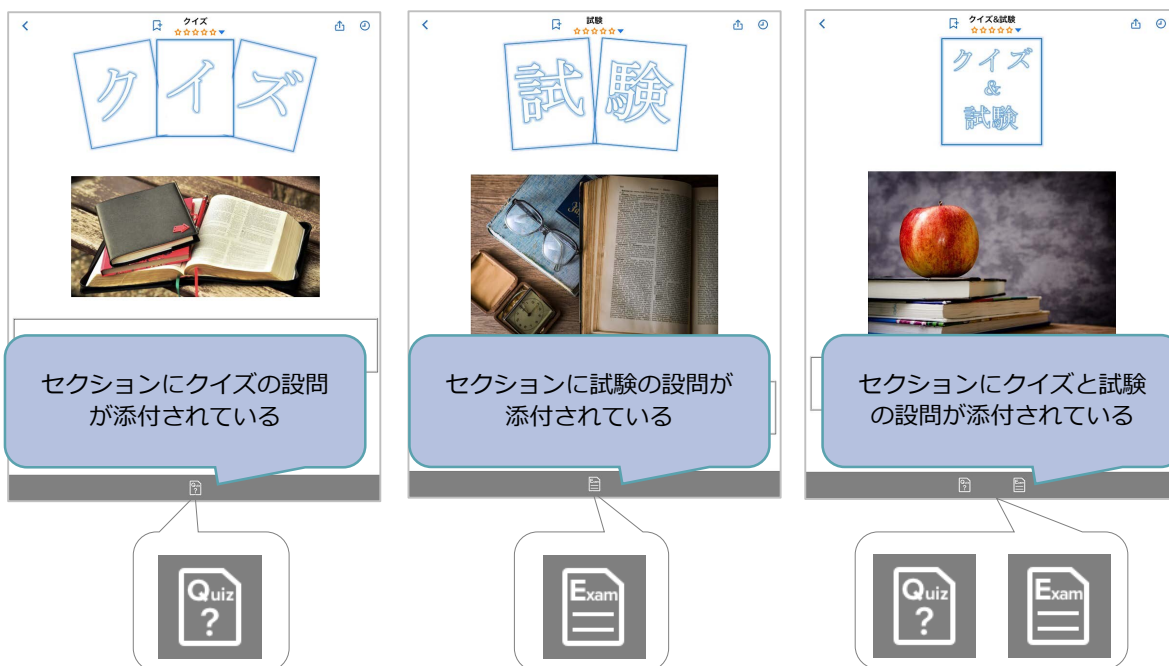 クイズ
クイズ
セクションにクイズの設問
が添付されている
Quiz
?
試験
試験
セクションに試験の設問が
添付されている
Exam
クイズ&試験
クイズ
&
試験
セクションにクイズと試験
の設問が添付されている
Quiz
?
Exam